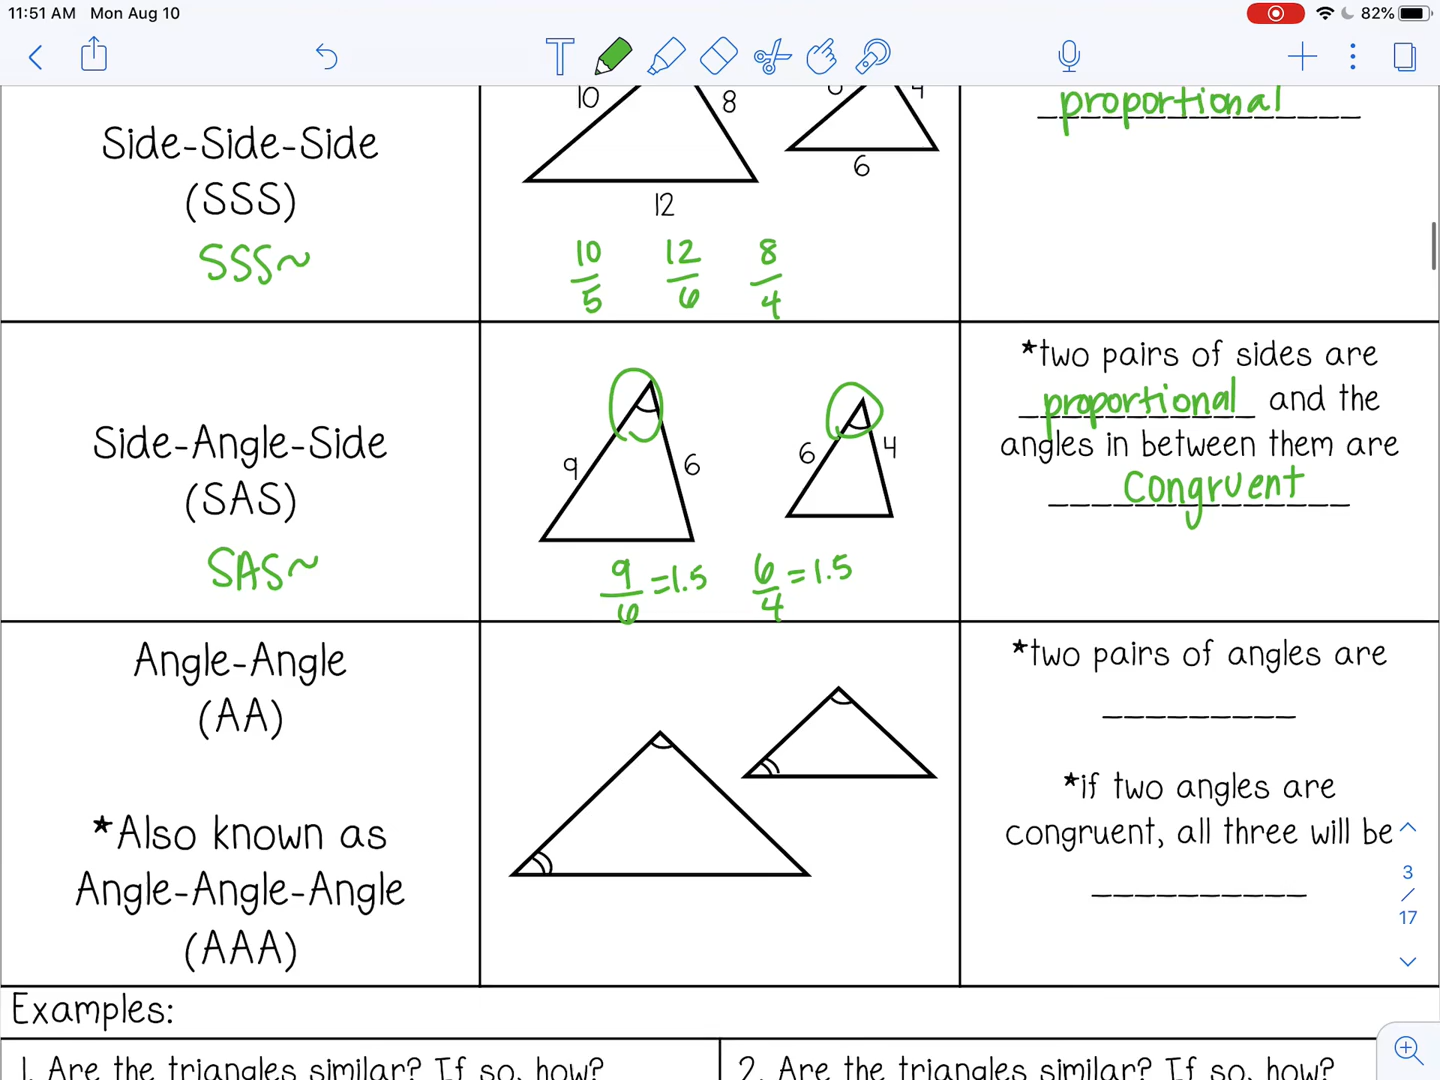 11:51 AM Mon Aug 10
82%
T
10
8
4
proportional
Side-Side-Side
(SSS)
SSS~
12
6
10/5 12/6 8/4
Side-Angle-Side
(SAS)
SAS~
9
6
6
4
9/6 =1.5 6/4 =1.5
*two pairs of sides are
proportional and the
angles in between them are
Congruent
Angle-Angle
(AA)
*Also known as
Angle-Angle-Angle
(AAA)
*two pairs of angles are
_________
*if two angles are
congruent, all three will be
__________
3
/
17
Examples:
1. Are the triangles similar? If so, how?
2. Are the triangles similar? If so, how?